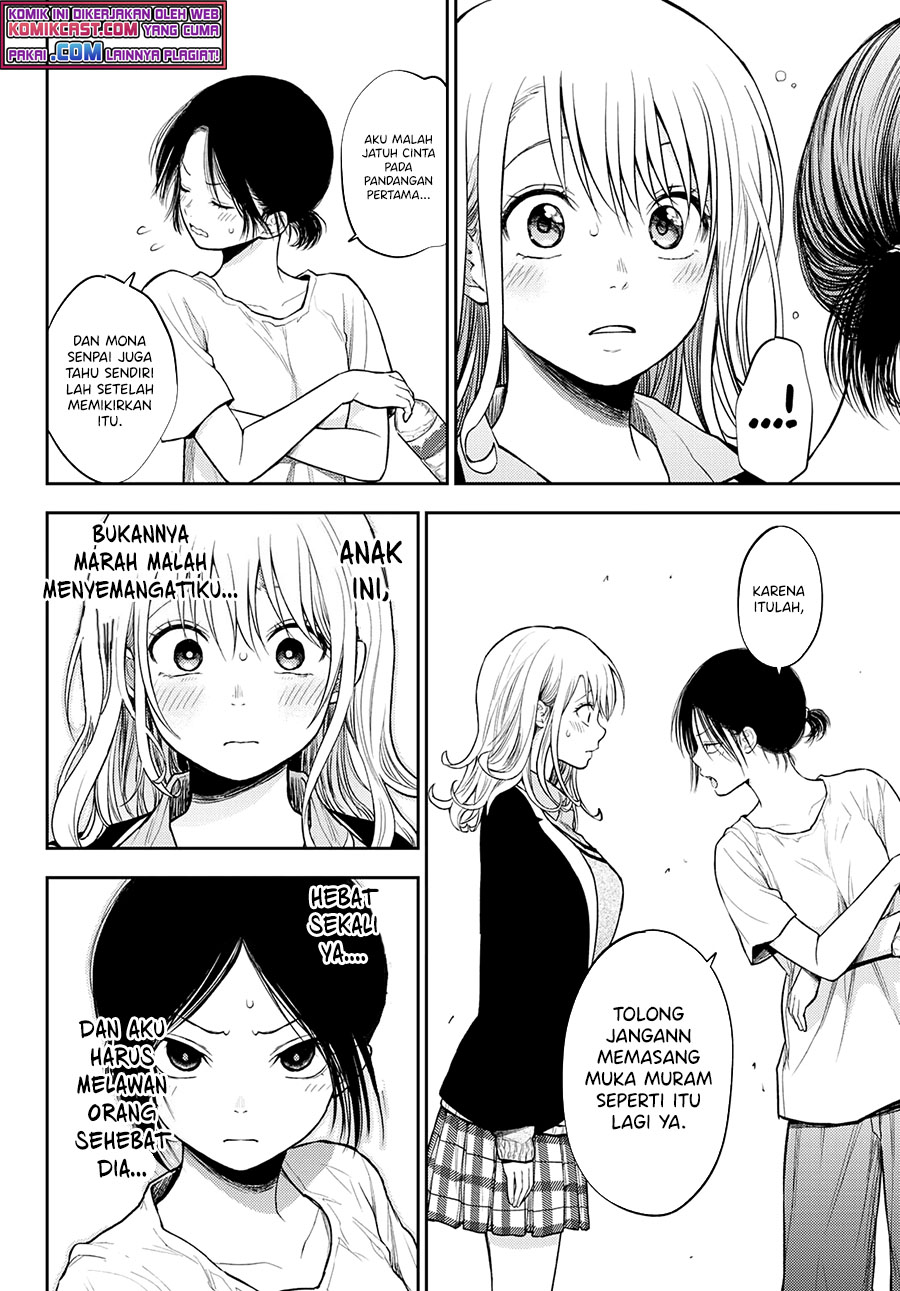 KOMIK INI DIKERJAKAN OLEH WEB
KOMIKCAST.COM YANG CUMA
PAKAI .COM LAINNYA PLAGIAT!
....!
AKU MALAH
JATUH CINTA
PADA
PANDANGAN
PERTAMA...
DAN MONA
SENPAI JUGA
TAHU SENDIRI
LAH SETELAH
MEMIKIRKAN
ITU.
KARENA
ITULAH,
TOLONG
JANGANN
MEMASANG
MUKA MURAM
SEPERTI ITU
LAGI YA.
ANAK
INI,
BUKANNYA
MARAH MALAH
MENYEMANGATIKU...
HEBAT
SEKALI
YA....
DAN AKU
HARUS
MELAWAN
ORANG
SEHEBAT
DIA...